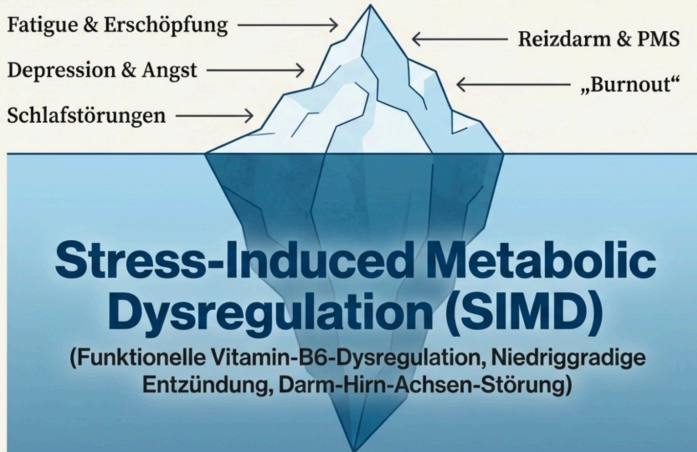 Fatigue & Erschöpfung
Depression & Angst
Schlafstörungen
Reizdarm & PMS
„Burnout“
Stress-Induced Metabolic
Dysregulation (SIMD)
(Funktionelle Vitamin-B6-Dysregulation, Niedriggradige
Entzündung, Darm-Hirn-Achsen-Störung)